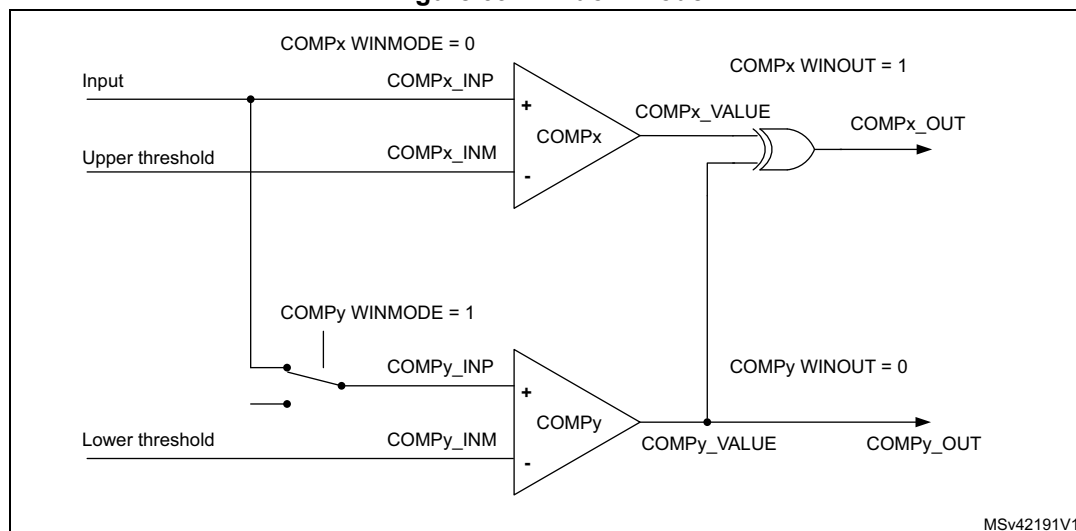 COMPx WINMODE = 0
COMPx WINOUT = 1
Input
COMPx_INP
+
COMPx
COMPx_VALUE
COMPx_OUT
Upper threshold
COMPx_INM
-
COMPy WINMODE = 1
COMPy_INP
COMPy WINOUT = 0
+
COMPy
Lower threshold
COMPy_INM
-
COMPy_VALUE
COMPy_OUT
MSv42191V1